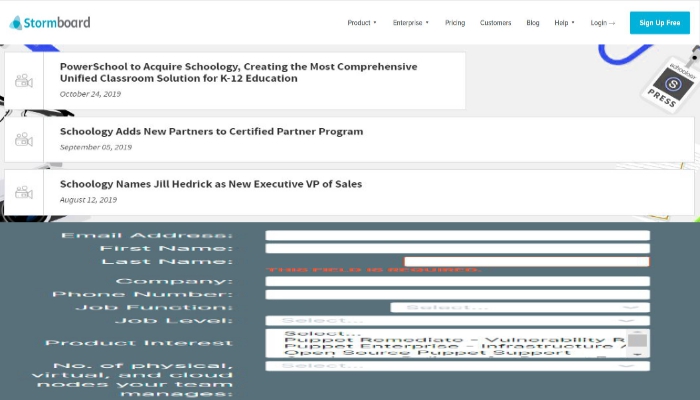 Stormboard
Product
Enterprise
Pricing
Customers
Blog
Help
Login →
Sign Up Free
PowerSchool to Acquire Schoology, Creating the Most Comprehensive
Unified Classroom Solution for K-12 Education
October 24, 2019
schoology
S
PRESS
Schoology Adds New Partners to Certified Partner Program
September 05, 2019
Schoology Names Jill Hedrick as New Executive VP of Sales
August 12, 2019
Email Address:
First Name:
Last Name:
THIS FIELD IS REQUIRED.
Company:
Phone Number:
Job Function:
Select...
Job Level:
Select...
Product Interest
Select...
Puppet Remediate - Vulnerability R
Puppet Enterprise - Infrastructure
Open Source Puppet Support
No. of physical,
virtual, and cloud
nodes your team
manages:
Select...